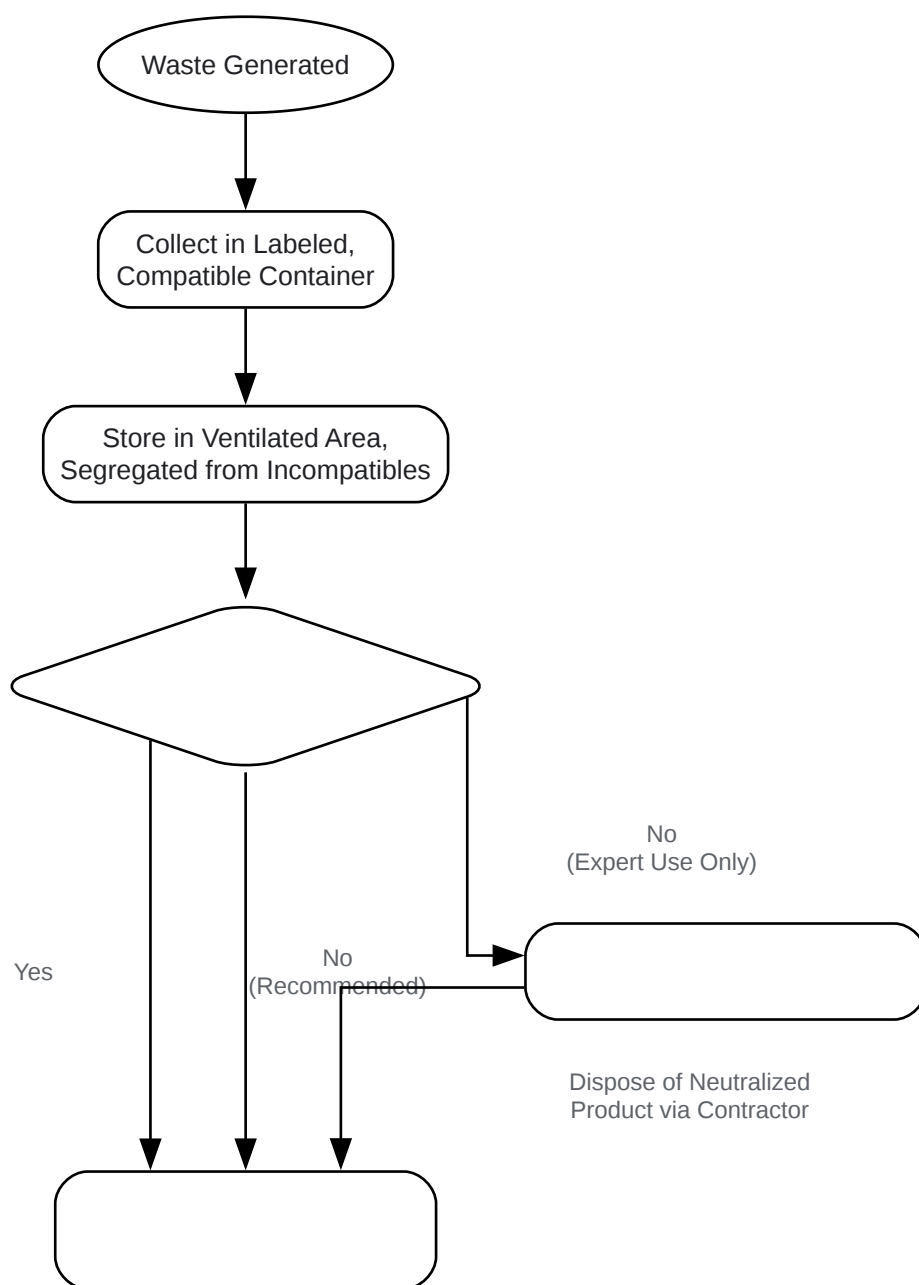 Waste Generated
Collect in Labeled,
Compatible Container
Store in Ventilated Area,
Segregated from Incompatibles
No
(Expert Use Only)
Yes
No
(Recommended)
Dispose of Neutralized
Product via Contractor